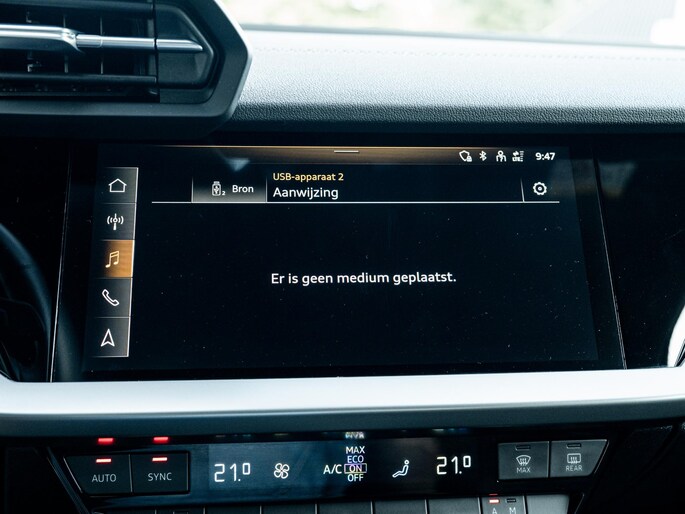 9:47
USB-apparaat 2
2 Bron
Aanwijzing
Er is geen medium geplaatst.
AUTO
SYNC
21.0
A/C
MAX
ECO
ON
OFF
21.0
MAX
REAR
A M